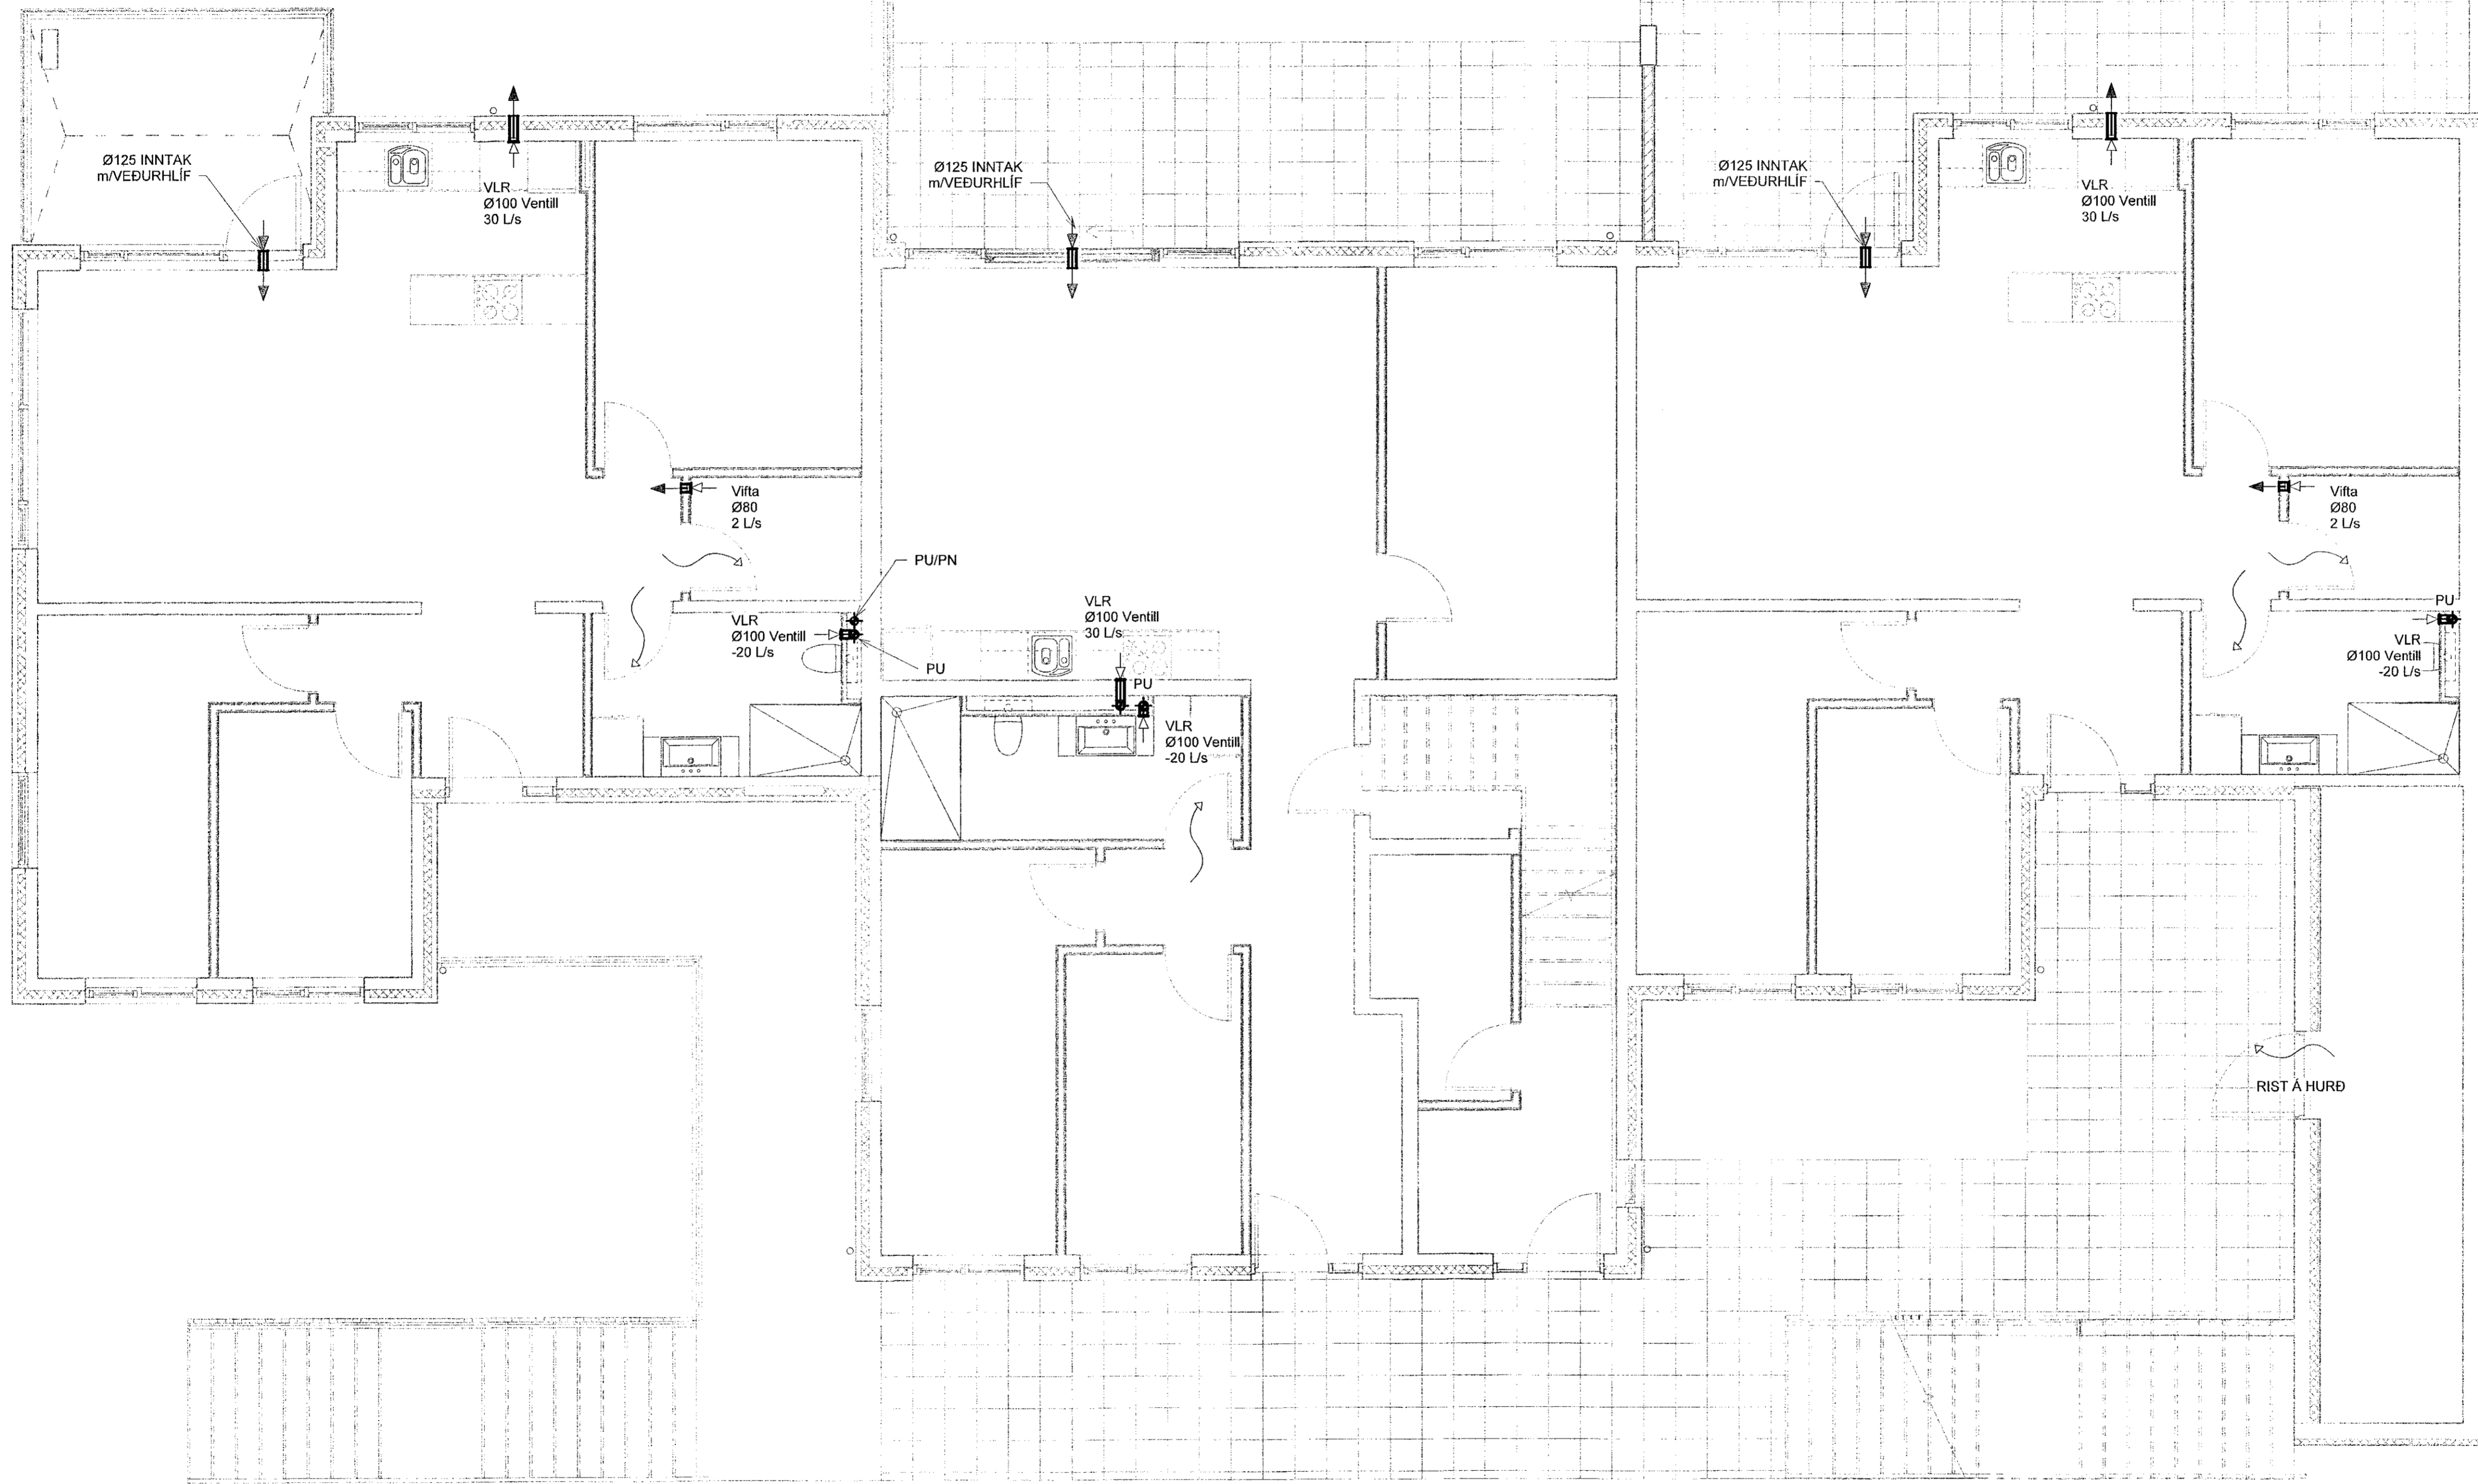 Ø125 INNTAK
m/VEÐURHLÍF
VLR
Ø100 Ventill
30 L/s
Ø125 INNTAK
m/VEÐURHLÍF
Ø125 INNTAK
m/VEÐURHLÍF
VLR
Ø100 Ventill
30 L/s
Vifta
Ø80
2 L/s
Vifta
Ø80
2 L/s
PU/PN
VLR
Ø100 Ventill
-20 L/s
PU
VLR
Ø100 Ventill
30 L/s
PU
VLR
Ø100 Ventill
-20 L/s
PU
VLR
Ø100 Ventill
-20 L/s
RIST Á HURÐ